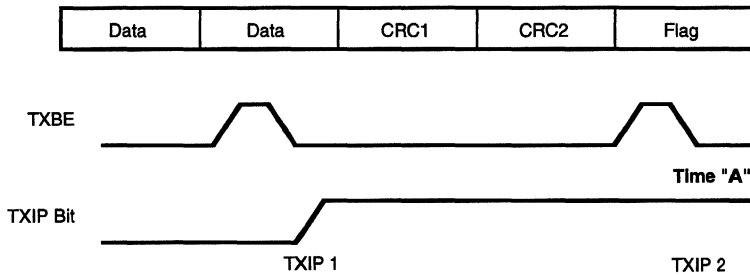 Data Data CRC1 CRC2 Flag
TXBE
Time "A"
TXIP Bit
TXIP 1 TXIP 2